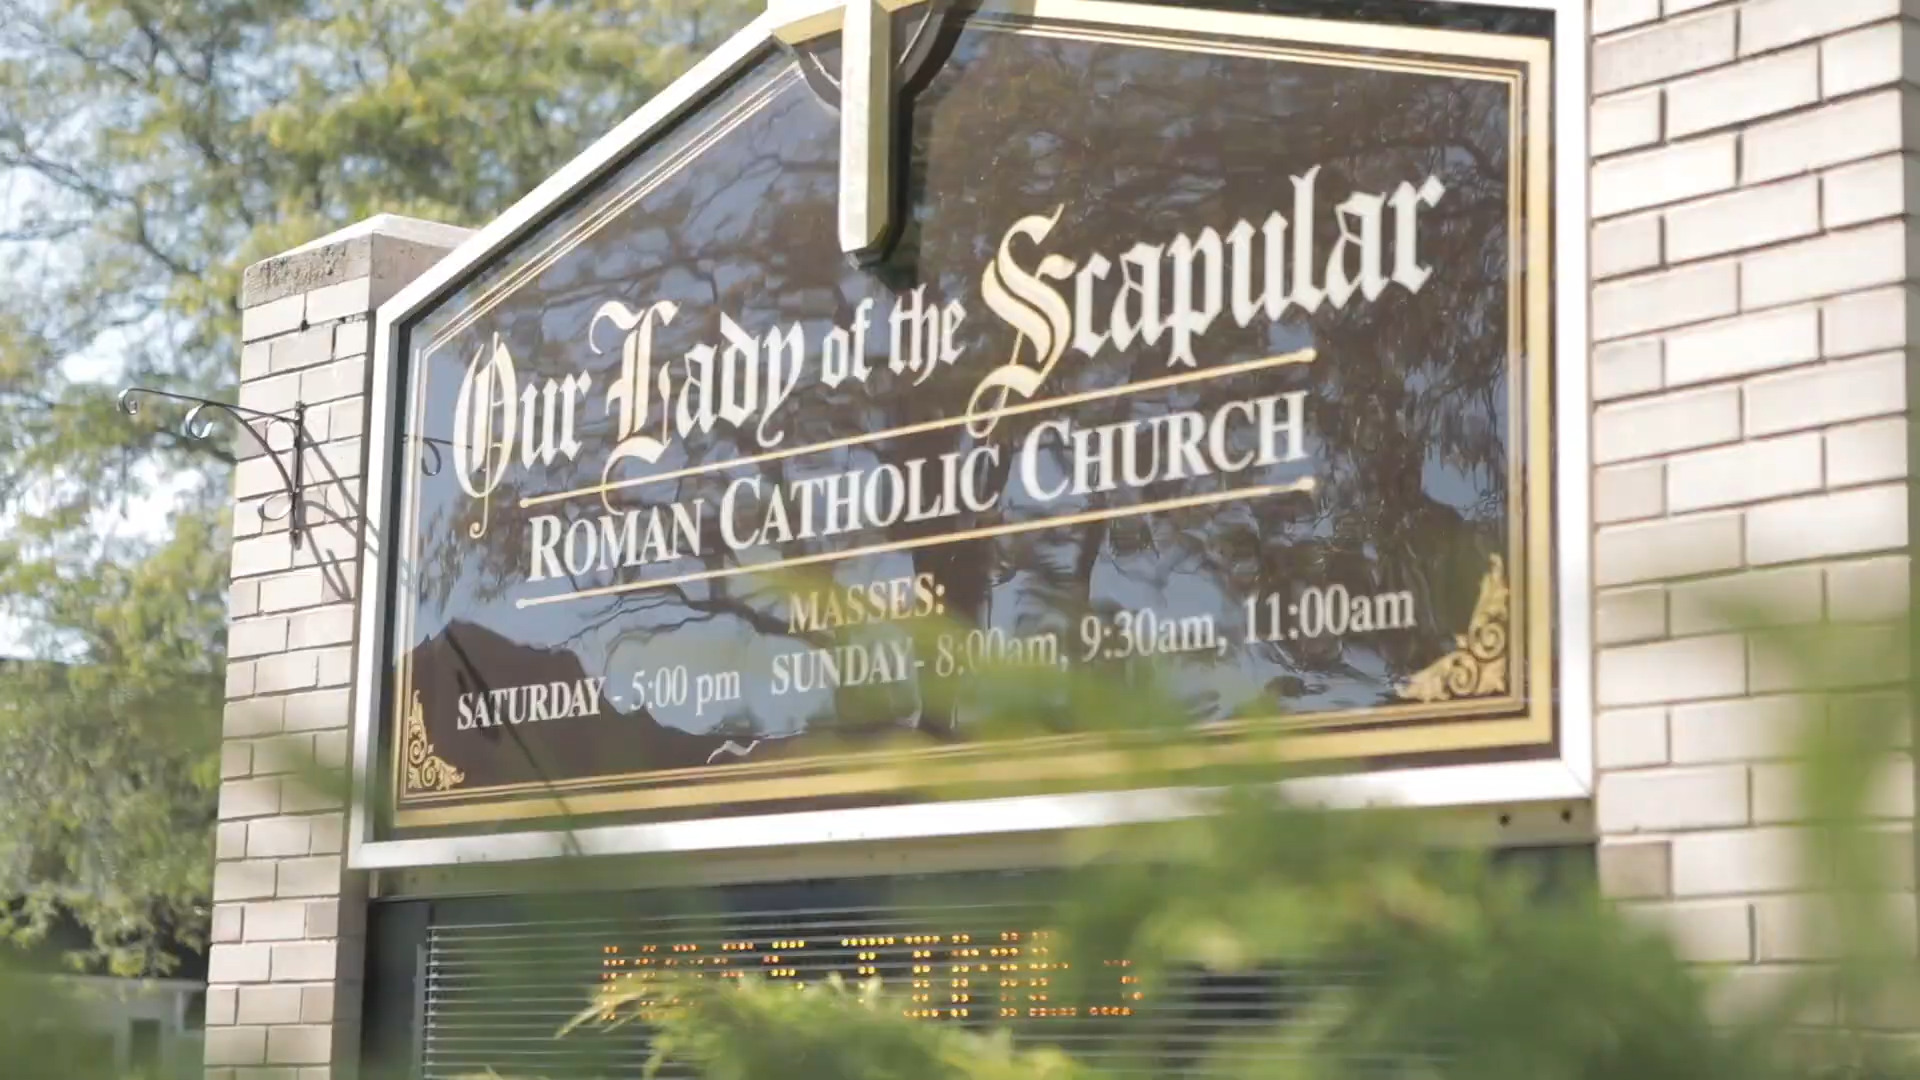 Our Lady of the Scapular
ROMAN CATHOLIC CHURCH
MASSES:
SATURDAY - 5:00 pm SUNDAY- 8:00am, 9:30am, 11:00am